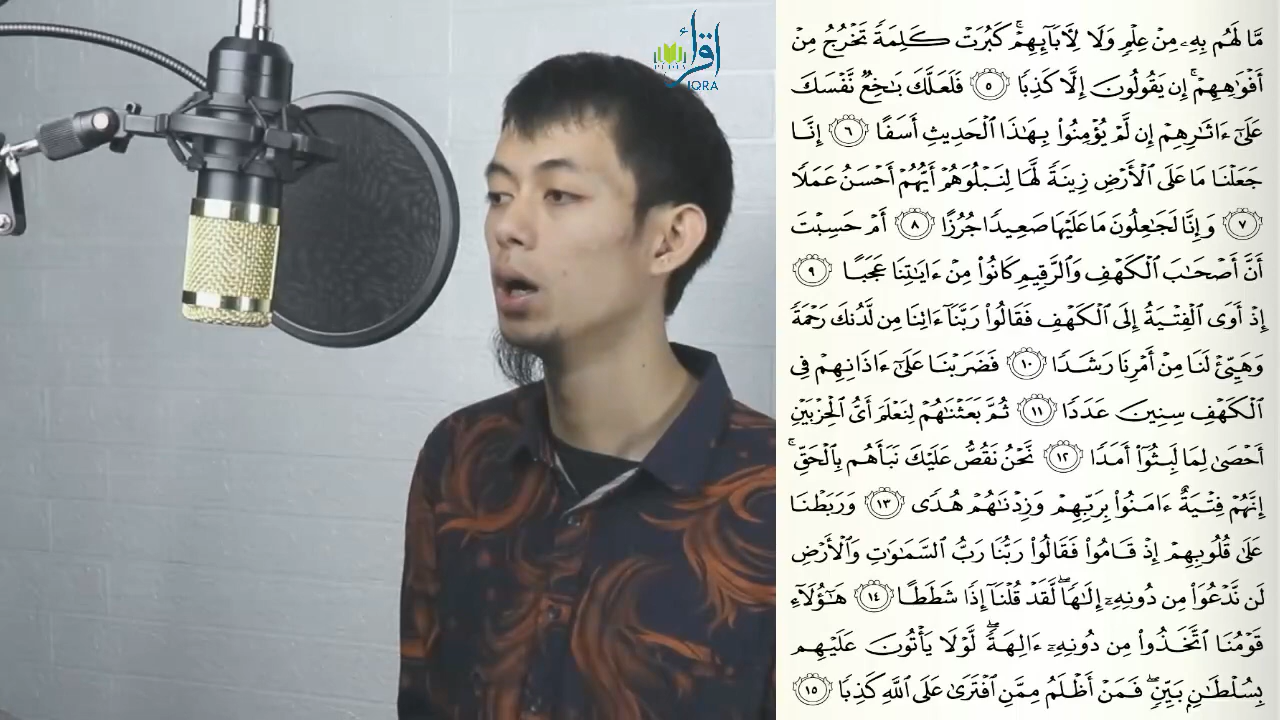 اقرأ
PEDIA
IQRA
مَّا لَهُم بِهِۦ مِنْ عِلْمٍ وَلَا لِـَٔابَآئِهِمْ ۚ كَبُرَتْ كَلِمَةً تَخْرُجُ مِنْ
أَفْوَٰهِهِمْ ۚ إِن يَقُولُونَ إِلَّا كَذِبًا ٥ فَلَعَلَّكَ بَـٰخِعٌ نَّفْسَكَ
عَلَىٰٓ ءَاثَـٰرِهِمْ إِن لَّمْ يُؤْمِنُوا۟ بِهَـٰذَا ٱلْحَدِيثِ أَسَفًا ٦ إِنَّا
جَعَلْنَا مَا عَلَى ٱلْأَرْضِ زِينَةً لَّهَا لِنَبْلُوَهُمْ أَيُّهُمْ أَحْسَنُ عَمَلًا
٧ وَإِنَّا لَجَـٰعِلُونَ مَا عَلَيْهَا صَعِيدًا جُرُزًا ٨ أَمْ حَسِبْتَ
أَنَّ أَصْحَـٰبَ ٱلْكَهْفِ وَٱلرَّقِيمِ كَانُوا۟ مِنْ ءَايَـٰتِنَا عَجَبًا ٩
إِذْ أَوَى ٱلْفِتْيَةُ إِلَى ٱلْكَهْفِ فَقَالُوا۟ رَبَّنَآ ءَاتِنَا مِن لَّدُنكَ رَحْمَةً
وَهَيِّئْ لَنَا مِنْ أَمْرِنَا رَشَدًا ١٠ فَضَرَبْنَا عَلَىٰٓ ءَاذَانِهِمْ فِى
ٱلْكَهْفِ سِنِينَ عَدَدًا ١١ ثُمَّ بَعَثْنَـٰهُمْ لِنَعْلَمَ أَىُّ ٱلْحِزْبَيْنِ
أَحْصَىٰ لِمَا لَبِثُوٓا۟ أَمَدًا ١٢ نَّحْنُ نَقُصُّ عَلَيْكَ نَبَأَهُم بِٱلْحَقِّ ۚ
إِنَّهُمْ فِتْيَةٌ ءَامَنُوا۟ بِرَبِّهِمْ وَزِدْنَـٰهُمْ هُدًى ١٣ وَرَبَطْنَا
عَلَىٰ قُلُوبِهِمْ إِذْ قَامُوا۟ فَقَالُوا۟ رَبُّنَا رَبُّ ٱلسَّمَـٰوَٰتِ وَٱلْأَرْضِ
لَن نَّدْعُوَا۟ مِن دُونِهِۦٓ إِلَـٰهًا ۖ لَّقَدْ قُلْنَآ إِذًا شَطَطًا ١٤ هَـٰٓؤُلَآءِ
قَوْمُنَا ٱتَّخَذُوا۟ مِن دُونِهِۦٓ ءَالِهَةً ۖ لَّوْلَا يَأْتُونَ عَلَيْهِم
بِسُلْطَـٰنٍۭ بَيِّنٍ ۖ فَمَنْ أَظْلَمُ مِمَّنِ ٱفْتَرَىٰ عَلَى ٱللَّهِ كَذِبًا ١٥